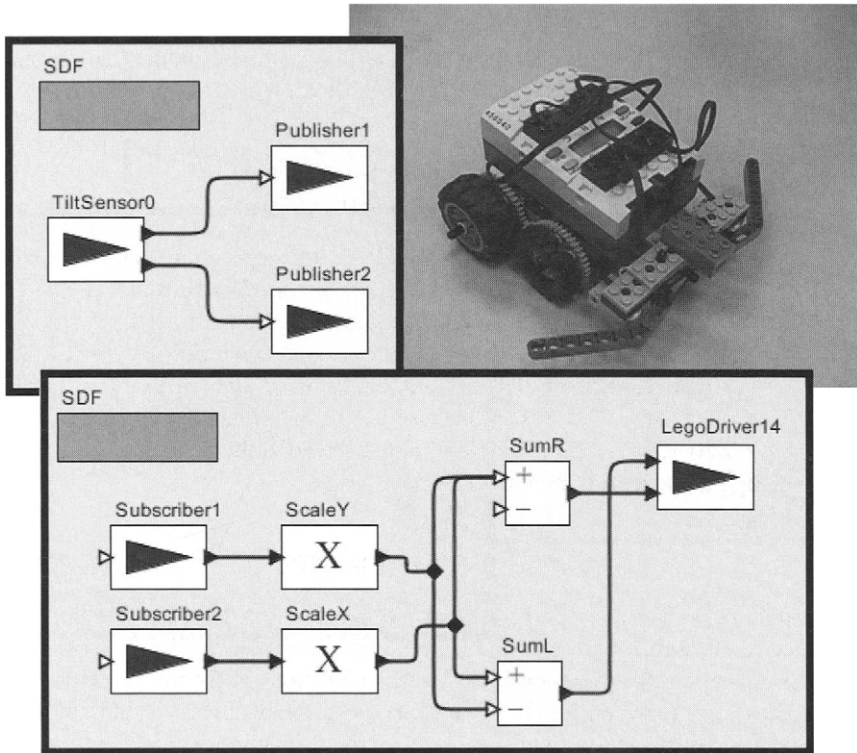 SDF
Publisher1
TiltSensor0
Publisher2
SDF
LegoDriver14
SumR
+
−
Subscriber1
ScaleY
X
Subscriber2
ScaleX
X
SumL
+
−